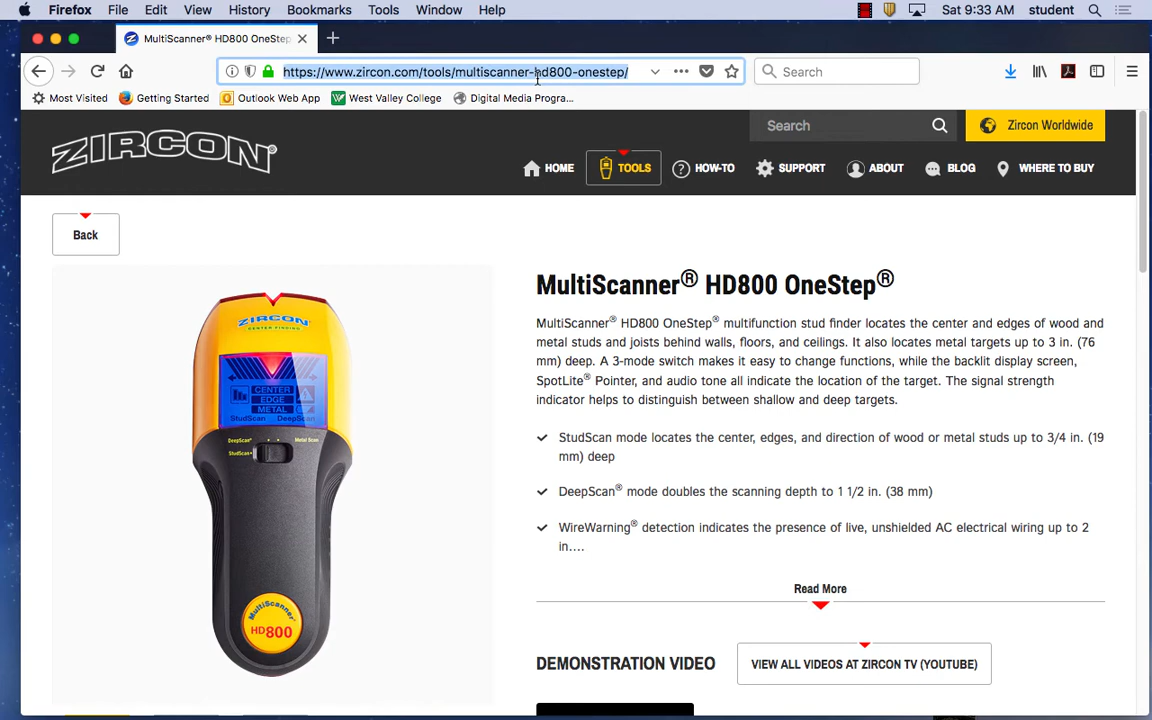 Firefox File Edit View History Bookmarks Tools Window Help Sat 9:33 AM student
MultiScanner® HD800 OneStep®
https://www.zircon.com/tools/multiscanner-hd800-onestep/ Search
Most Visited Getting Started Outlook Web App West Valley College Digital Media Progra...
ZIRCON®
Search Zircon Worldwide
HOME TOOLS HOW-TO SUPPORT ABOUT BLOG WHERE TO BUY
Back
MultiScanner® HD800 OneStep®
MultiScanner® HD800 OneStep® multifunction stud finder locates the center and edges of wood and
metal studs and joists behind walls, floors, and ceilings. It also locates metal targets up to 3 in. (76
mm) deep. A 3-mode switch makes it easy to change functions, while the backlit display screen,
SpotLite® Pointer, and audio tone all indicate the location of the target. The signal strength
indicator helps to distinguish between shallow and deep targets.
StudScan mode locates the center, edges, and direction of wood or metal studs up to 3/4 in. (19
mm) deep
DeepScan® mode doubles the scanning depth to 1 1/2 in. (38 mm)
WireWarning® detection indicates the presence of live, unshielded AC electrical wiring up to 2
in....
Read More
DEMONSTRATION VIDEO
VIEW ALL VIDEOS AT ZIRCON TV (YOUTUBE)
ZIRCON
CENTER FINDING
CENTER
EDGE
METAL
StudScan DeepScan
DeepScan® Metal Scan
StudScan
MultiScanner
HD800